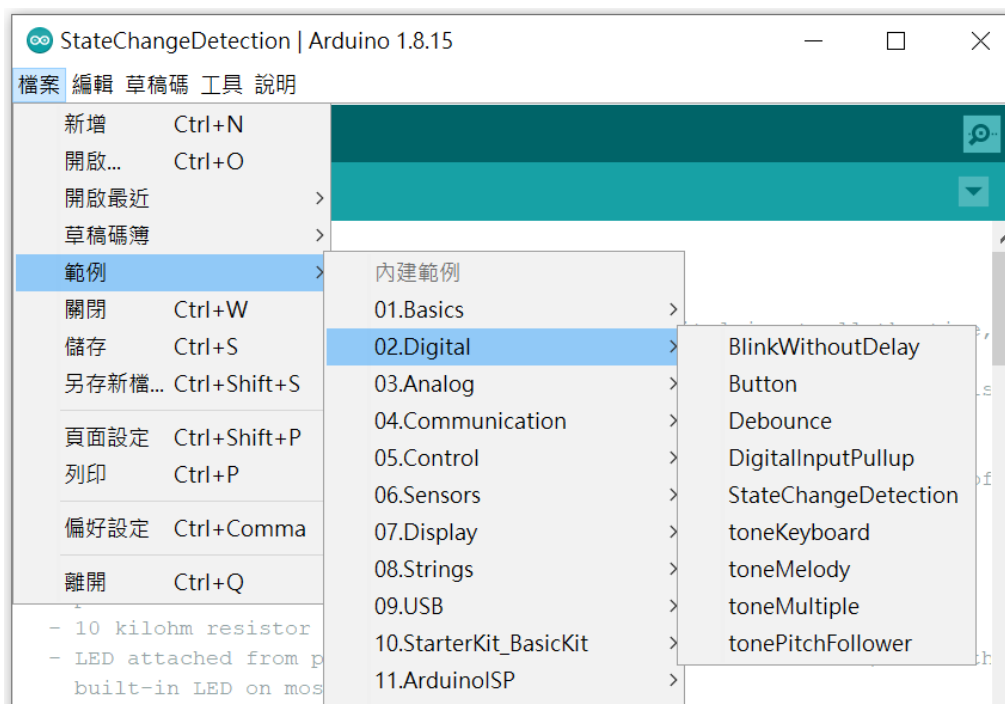 StateChangeDetection | Arduino 1.8.15
檔案 編輯 草稿碼 工具 說明
新增 Ctrl+N
開啟... Ctrl+O
開啟最近
草稿碼簿
範例
關閉 Ctrl+W
儲存 Ctrl+S
另存新檔... Ctrl+Shift+S
頁面設定 Ctrl+Shift+P
列印 Ctrl+P
偏好設定 Ctrl+Comma
離開 Ctrl+Q
內建範例
01.Basics
02.Digital
03.Analog
04.Communication
05.Control
06.Sensors
07.Display
08.Strings
09.USB
10.StarterKit_BasicKit
11.ArduinoISP
BlinkWithoutDelay
Button
Debounce
DigitalInputPullup
StateChangeDetection
toneKeyboard
toneMelody
toneMultiple
tonePitchFollower
- 10 kilohm resistor
- LED attached from
built-in LED on